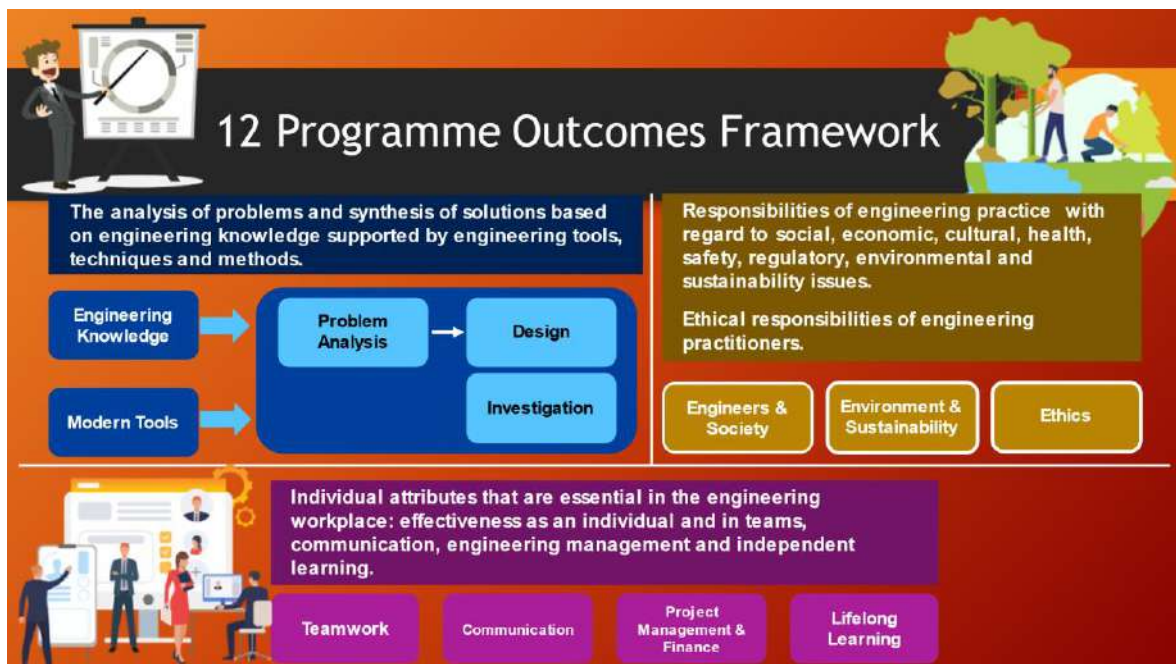 12 Programme Outcomes Framework
The analysis of problems and synthesis of solutions based
on engineering knowledge supported by engineering tools,
techniques and methods.
Engineering
Knowledge
Problem
Analysis
Design
Modern Tools
Investigation
Responsibilities of engineering practice with
regard to social, economic, cultural, health,
safety, regulatory, environmental and
sustainability issues.
Ethical responsibilities of engineering
practitioners.
Engineers &
Society
Environment &
Sustainability
Ethics
Individual attributes that are essential in the engineering
workplace: effectiveness as an individual and in teams,
communication, engineering management and independent
learning.
Teamwork
Communication
Project
Management &
Finance
Lifelong
Learning